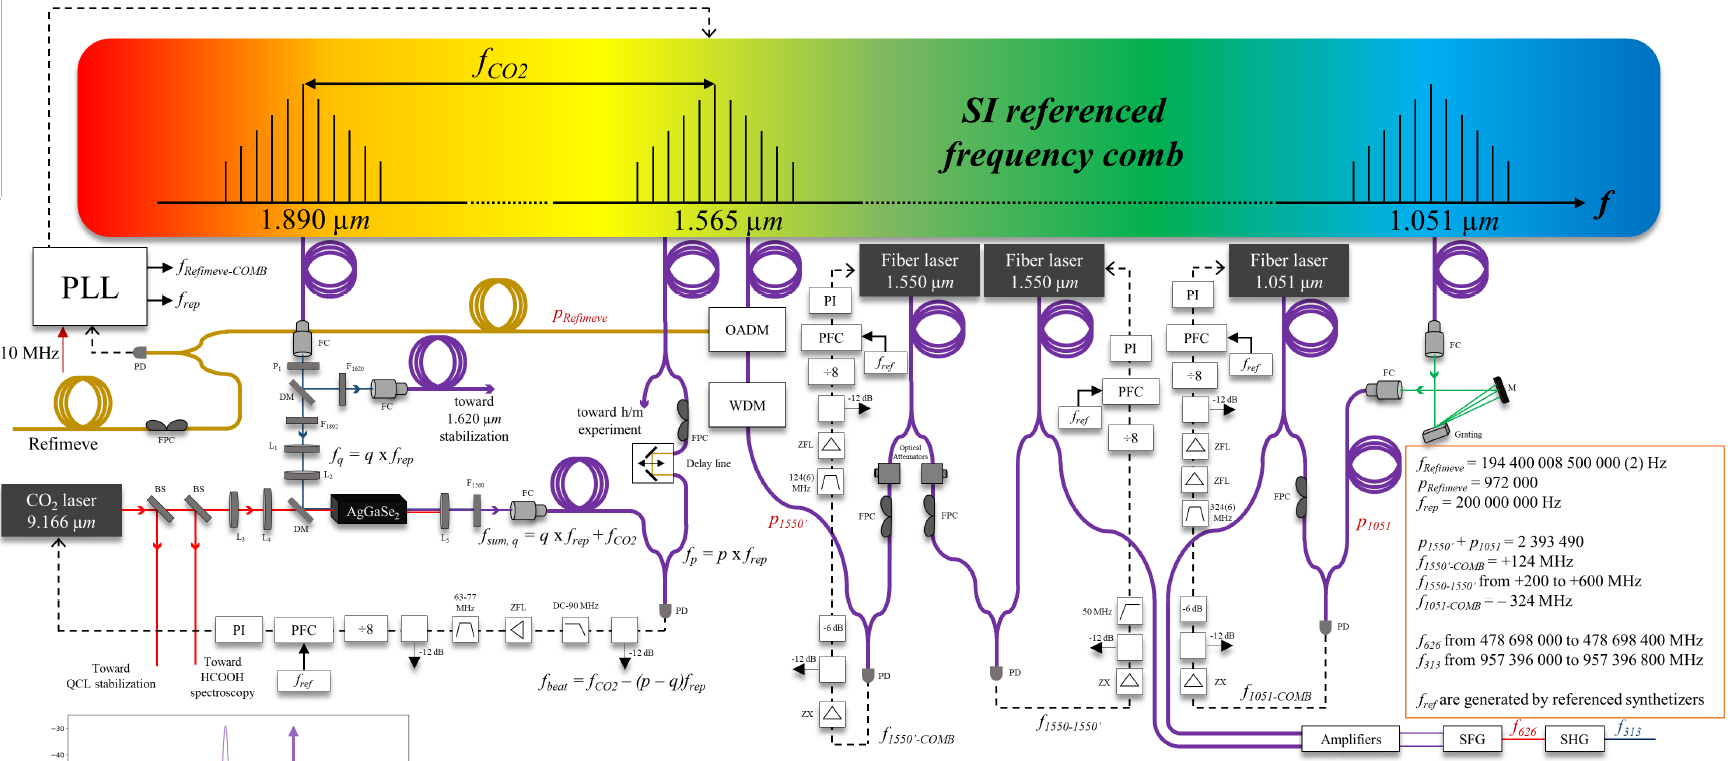 f_CO2
SI referenced
frequency comb
f
1.890 μm
1.565 μm
1.051 μm
PLL
f_Refimeve-COMB
f_rep
10 MHz
PD
Refimeve
FPC
FC
P₁
DM
F₁₆₂₀
FC
toward
1.620 μm
stabilization
F₁₈₉₂
L₁
L₂
f_q = q x f_rep
p_Refimeve
OADM
WDM
toward h/m
experiment
FPC
Delay line
CO₂ laser
9.166 μm
BS
BS
L₃
L₄
DM
AgGaSe₂
L₅
F₁₅₆₀
FC
f_sum, q = q x f_rep + f_CO2
f_p = p x f_rep
PD
PI
PFC
÷8
-12 dB
63-77
MHz
ZFL
DC-90 MHz
-12 dB
f_ref
f_beat = f_CO2 – (p – q)f_rep
Toward
QCL stabilization
Toward
HCOOH
spectroscopy
−30
−40
Fiber laser
1.550 μm
Fiber laser
1.550 μm
Fiber laser
1.051 μm
PI
PFC
f_ref
÷8
-12 dB
ZFL
124(6)
MHz
p_1550'
-6 dB
-12 dB
ZX
PD
f_1550'-COMB
Optical
Attenuators
FPC
FPC
PI
PFC
f_ref
÷8
50 MHz
-12 dB
ZX
PD
f_1550-1550'
PI
PFC
f_ref
÷8
-12 dB
ZFL
ZFL
324(6)
MHz
-6 dB
-12 dB
ZX
f_1051-COMB
FPC
PD
p_1051
FC
FC
M
Grating
f_Refimeve = 194 400 008 500 000 (2) Hz
p_Refimeve = 972 000
f_rep = 200 000 000 Hz
p_1550' + p_1051 = 2 393 490
f_1550'-COMB = +124 MHz
f_1550-1550' from +200 to +600 MHz
f_1051-COMB = – 324 MHz
f_626 from 478 698 000 to 478 698 400 MHz
f_313 from 957 396 000 to 957 396 800 MHz
f_ref are generated by referenced synthetizers
Amplifiers
SFG
f_626
SHG
f_313